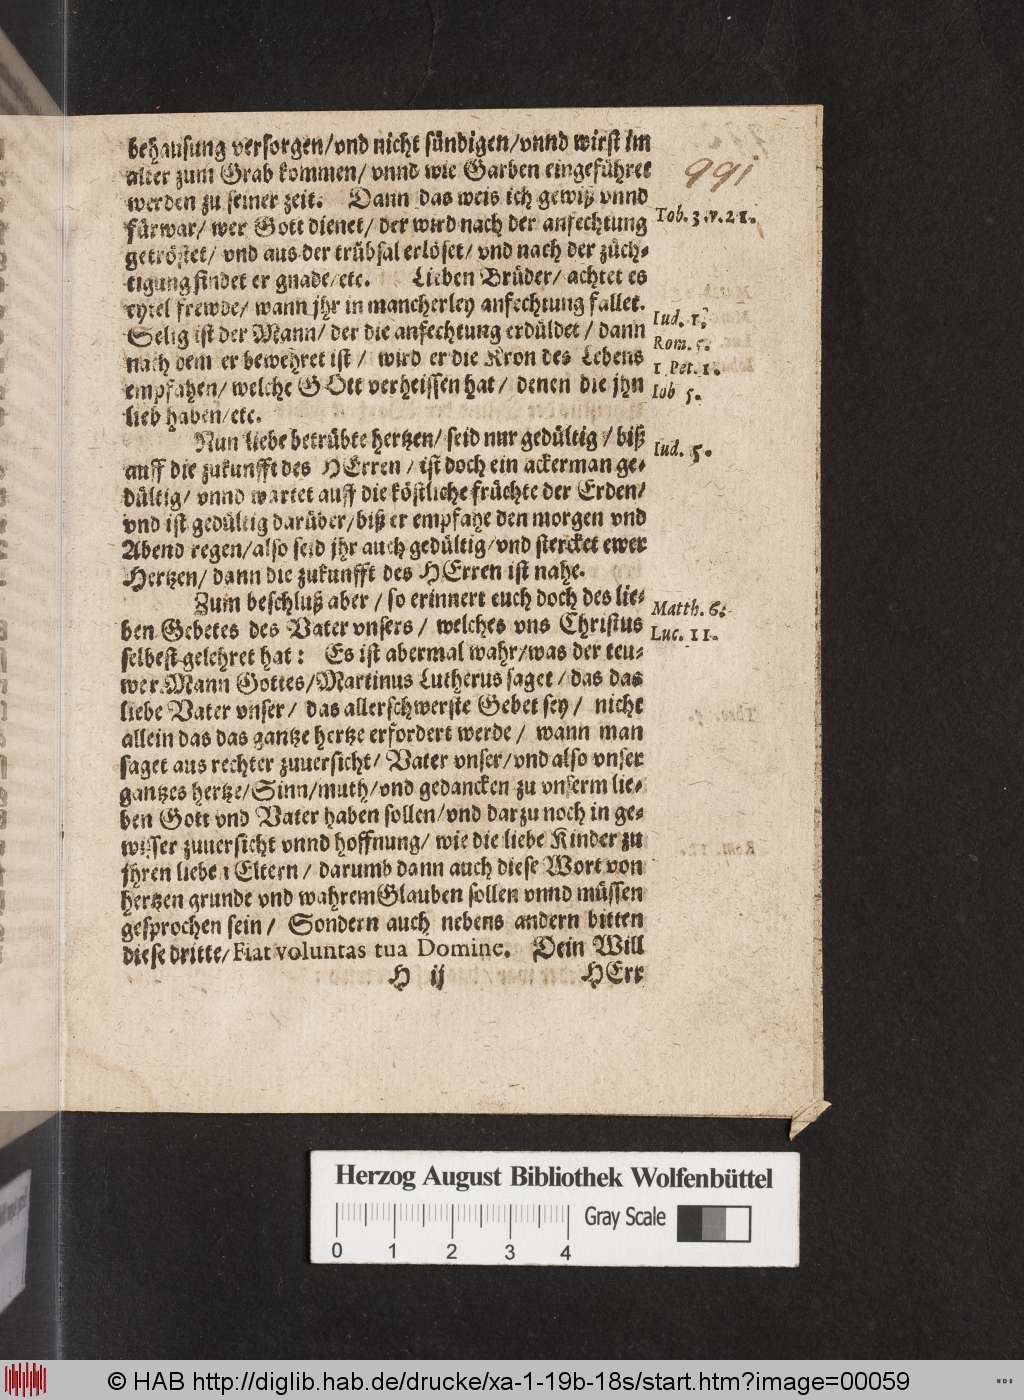 behausung versorgen/vnd nicht sündigen/vnnd wirst im
alter zum Grab kommen/ vnnd wie Garben eingeführet
werden zu seiner zeit. Dann das weis ich gewiß vnnd
fürwar/ wer Gott dienet/ der wird nach der anfechtung
getröstet/ vnd aus der trübsal erlöset/ vnd nach der züch-
tigung findet er gnade/etc. Lieben Brüder/ achtet es
eytel frewde/ wann jhr in mancherley anfechtung fallet.
Selig ist der Mann/ der die anfechtung erdüldet/ dann
nach dem er bewehret ist/ wird er die Kron des Lebens
empfahen/ welche GOtt verheissen hat/ denen die jhn
lieb haben/etc.
Nun liebe betrübte hertzen/ seid nur gedültig/ biß
auff die zukunfft des HErren/ ist doch ein ackerman ge-
dültig/ vnnd wartet auff die köstliche früchte der Erden/
vnd ist gedültig darüber/biß er empfahe den morgen vnd
Abend regen/also seid jhr auch gedültig/vnd stercket ewer
Hertzen/ dann die zukunfft des HErren ist nahe.
Zum beschluß aber/ so erinnert euch doch des lie-
ben Gebetes des Vater vnsers/ welches vns Christus
selbest gelehret hat: Es ist abermal wahr/was der teu-
wer Mann Gottes/Martinus Lutherus saget/das das
liebe Vater vnser/ das allerschwerste Gebet sey/ nicht
allein das das gantze hertze erfordert werde/ wann man
saget aus rechter zuuersicht/ Vater vnser/vnd also vnser
gantzes hertze/Sinn/muth/vnd gedancken zu vnserm lie-
ben Gott vnd Vater haben sollen/vnd darzu noch in ge-
wisser zuuersicht vnnd hoffnung/ wie die liebe Kinder zu
jhren lieben Eltern/ darumb dann auch diese Wort von
hertzen grunde vnd wahrem Glauben sollen vnnd müssen
gesprochen sein/ Sondern auch nebens andern bitten
diese dritte/Fiat voluntas tua Domine. Dein Will
H ij HErr
991
Tob. 3.v.21.
Iud. 1.
Rom. 5.
1 Pet. 1.
Iob 5.
Iud. 5.
Matth. 6.
Luc. 11.
Herzog August Bibliothek Wolfenbüttel
0 1 2 3 4
Gray Scale
© HAB http://diglib.hab.de/drucke/xa-1-19b-18s/start.htm?image=00059